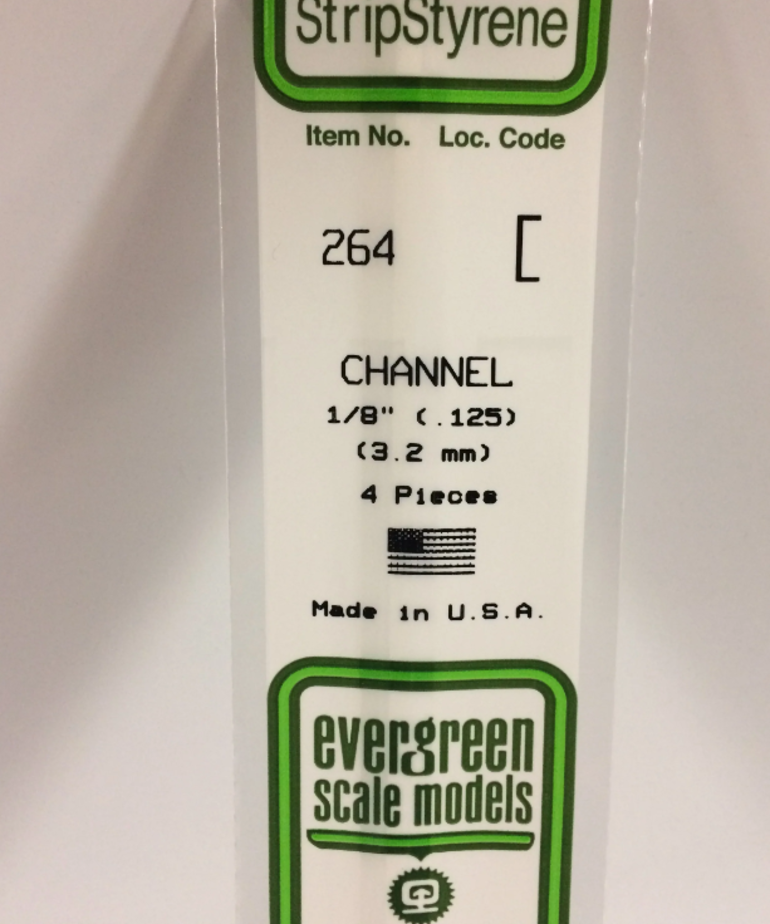 StripStyrene
Item No. Loc. Code
264 [
CHANNEL
1/8" (.125)
(3.2 mm)
4 Pieces
Made in U.S.A.
evergreen
scale models